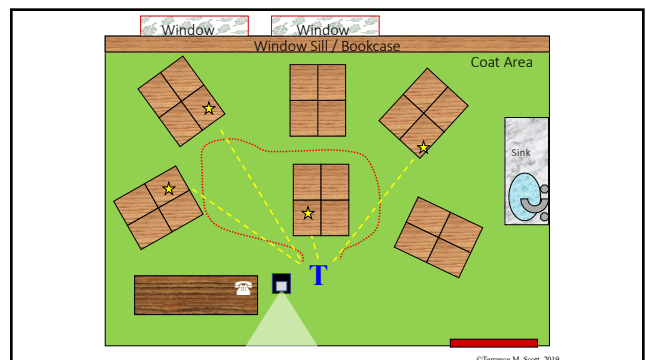 Window Window
Window Sill / Bookcase
Coat Area
Sink
T
©Terrance M. Scott, 2019